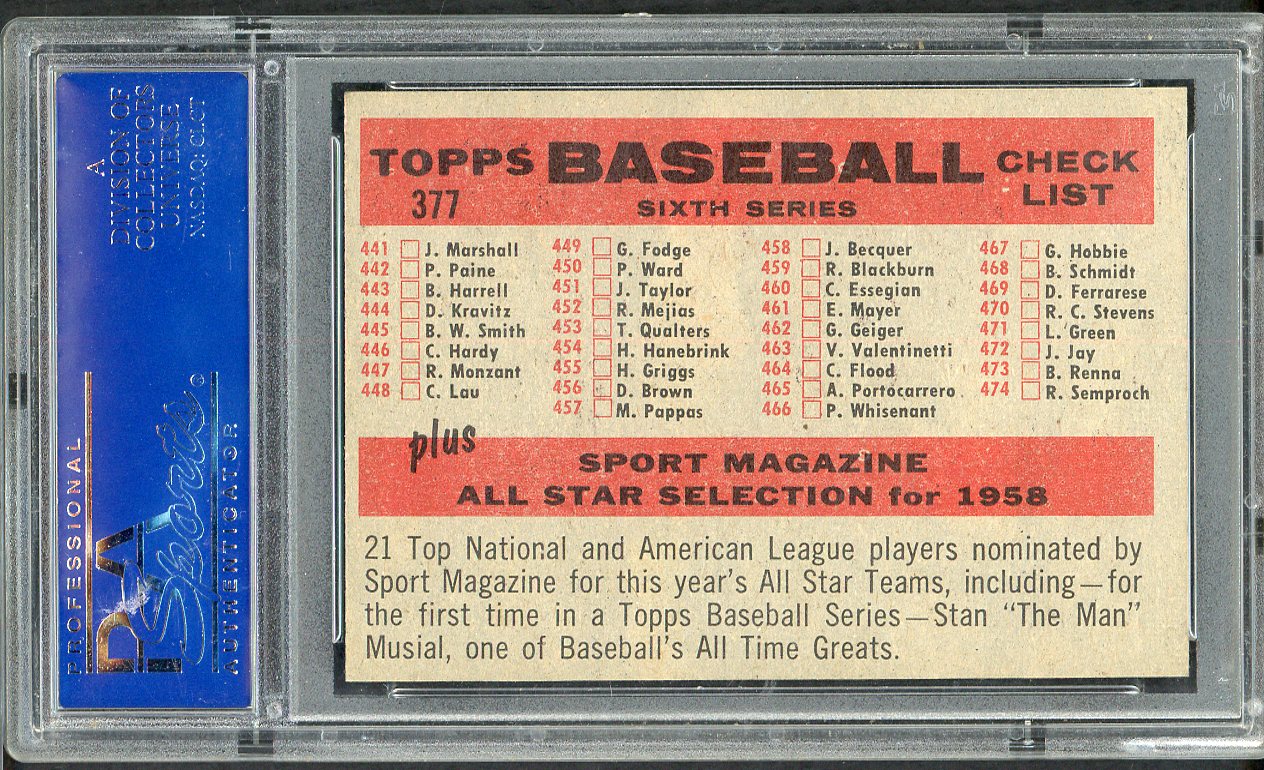 A
DIVISION OF
COLLECTORS
UNIVERSE
NASDAQ: CLCT
PROFESSIONAL
PSA
Sports
AUTHENTICATOR
TOPPS BASEBALL CHECK
377 SIXTH SERIES LIST
441 J. Marshall
442 P. Paine
443 B. Harrell
444 D. Kravitz
445 B. W. Smith
446 C. Hardy
447 R. Monzant
448 C. Lau
449 G. Fodge
450 P. Ward
451 J. Taylor
452 R. Mejias
453 T. Qualters
454 H. Hanebrink
455 H. Griggs
456 D. Brown
457 M. Pappas
458 J. Becquer
459 R. Blackburn
460 C. Essegian
461 E. Mayer
462 G. Geiger
463 V. Valentinetti
464 C. Flood
465 A. Portocarrero
466 P. Whisenant
467 G. Hobbie
468 B. Schmidt
469 D. Ferrarese
470 R. C. Stevens
471 L. Green
472 J. Jay
473 B. Renna
474 R. Semproch
plus
SPORT MAGAZINE
ALL STAR SELECTION for 1958
21 Top National and American League players nominated by
Sport Magazine for this year's All Star Teams, including—for
the first time in a Topps Baseball Series—Stan "The Man"
Musial, one of Baseball's All Time Greats.